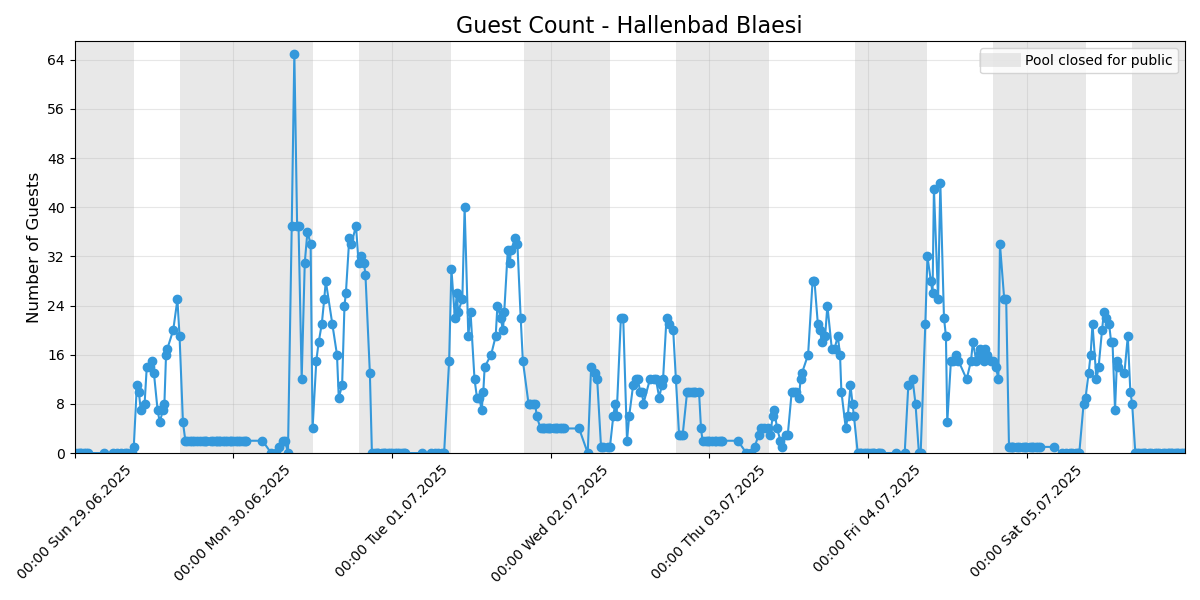 Guest Count - Hallenbad Blaesi
Pool closed for public
Number of Guests
64
56
48
40
32
24
16
8
0
00:00 Sun 29.06.2025
00:00 Mon 30.06.2025
00:00 Tue 01.07.2025
00:00 Wed 02.07.2025
00:00 Thu 03.07.2025
00:00 Fri 04.07.2025
00:00 Sat 05.07.2025